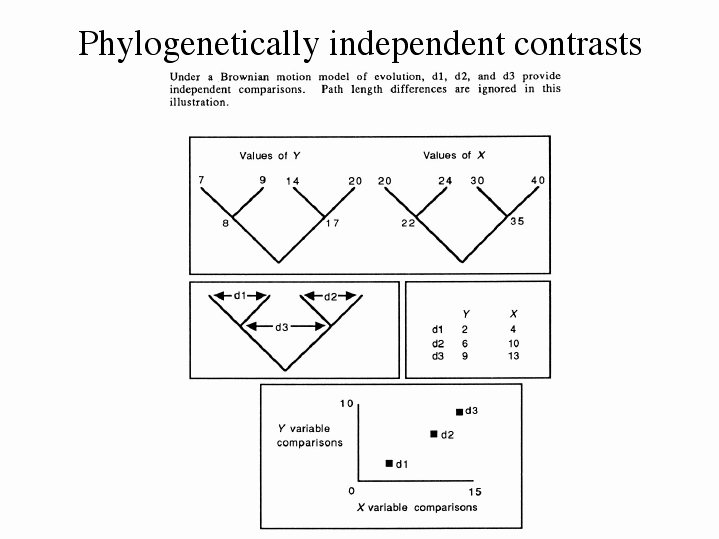 Phylogenetically independent contrasts
Under a Brownian motion model of evolution, d1, d2, and d3 provide
independent comparisons. Path length differences are ignored in this
illustration.
Values of Y
Values of X
7 9 14 20 20 24 30 40
8 17 22 35
d1 d2
d3
Y X
d1 2 4
d2 6 10
d3 9 13
10
d3
Y variable
comparisons
d2
d1
0 15
X variable comparisons